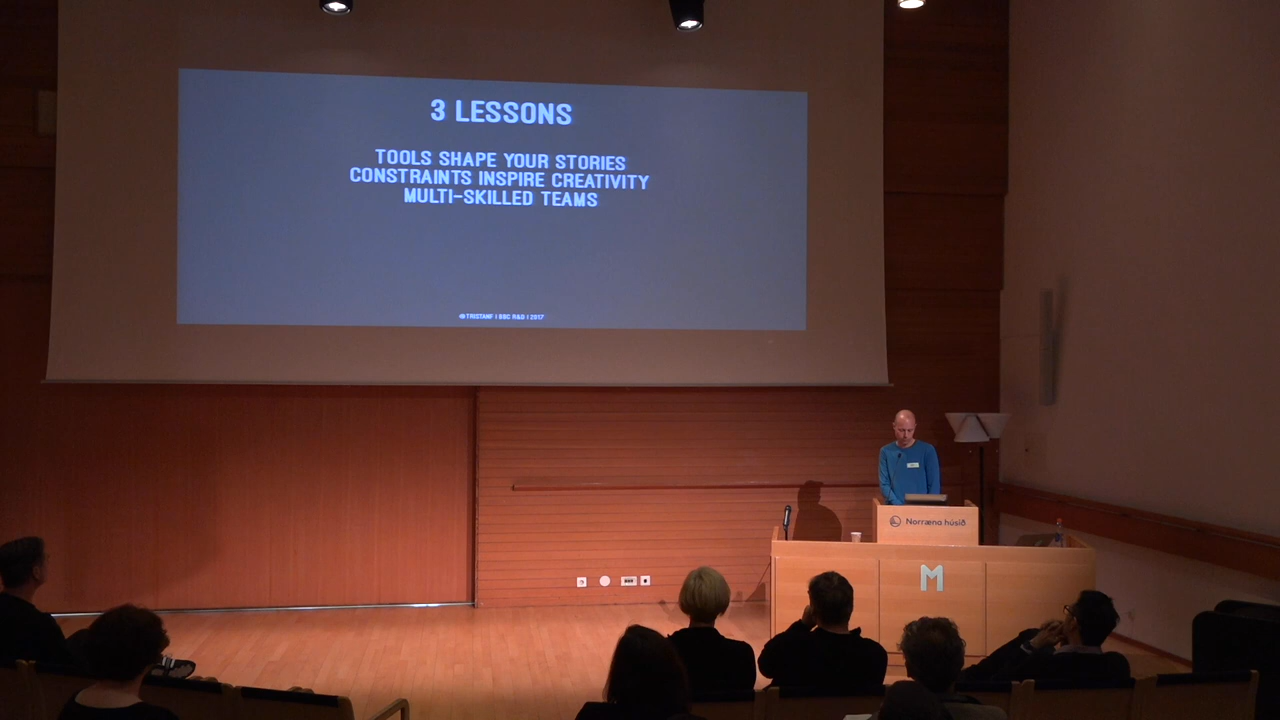 3 LESSONS
TOOLS SHAPE YOUR STORIES
CONSTRAINTS INSPIRE CREATIVITY
MULTI-SKILLED TEAMS
@TRISTANF | BBC R&D | 2017
Norræna húsið
M